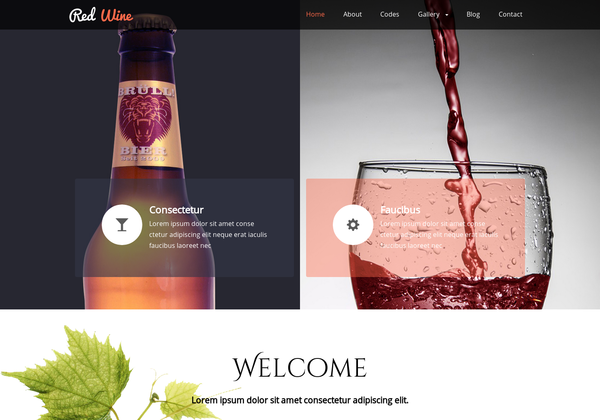 Red Wine
Home About Codes Gallery Blog Contact
BRÜLL
BIER
Consectetur
Lorem ipsum dolor sit amet conse
ctetur adipiscing elit neque erat iaculis
faucibus laoreet nec
Faucibus
Lorem ipsum dolor sit amet conse
ctetur adipiscing elit neque erat iaculis
faucibus laoreet nec
Welcome
Lorem ipsum dolor sit amet consectetur adipiscing elit.